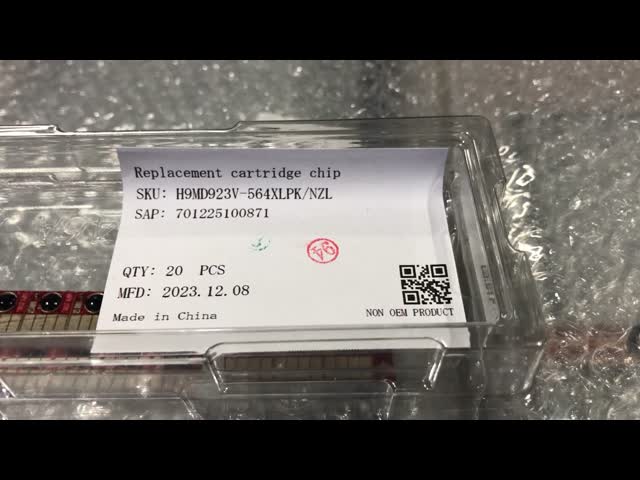 Replacement cartridge chip
SKU: H9MD923V-564XLPK/NZL
SAP: 701225100871
QTY: 20 PCS
MFD: 2023.12.08
Made in China
NON OEM PRODUCT